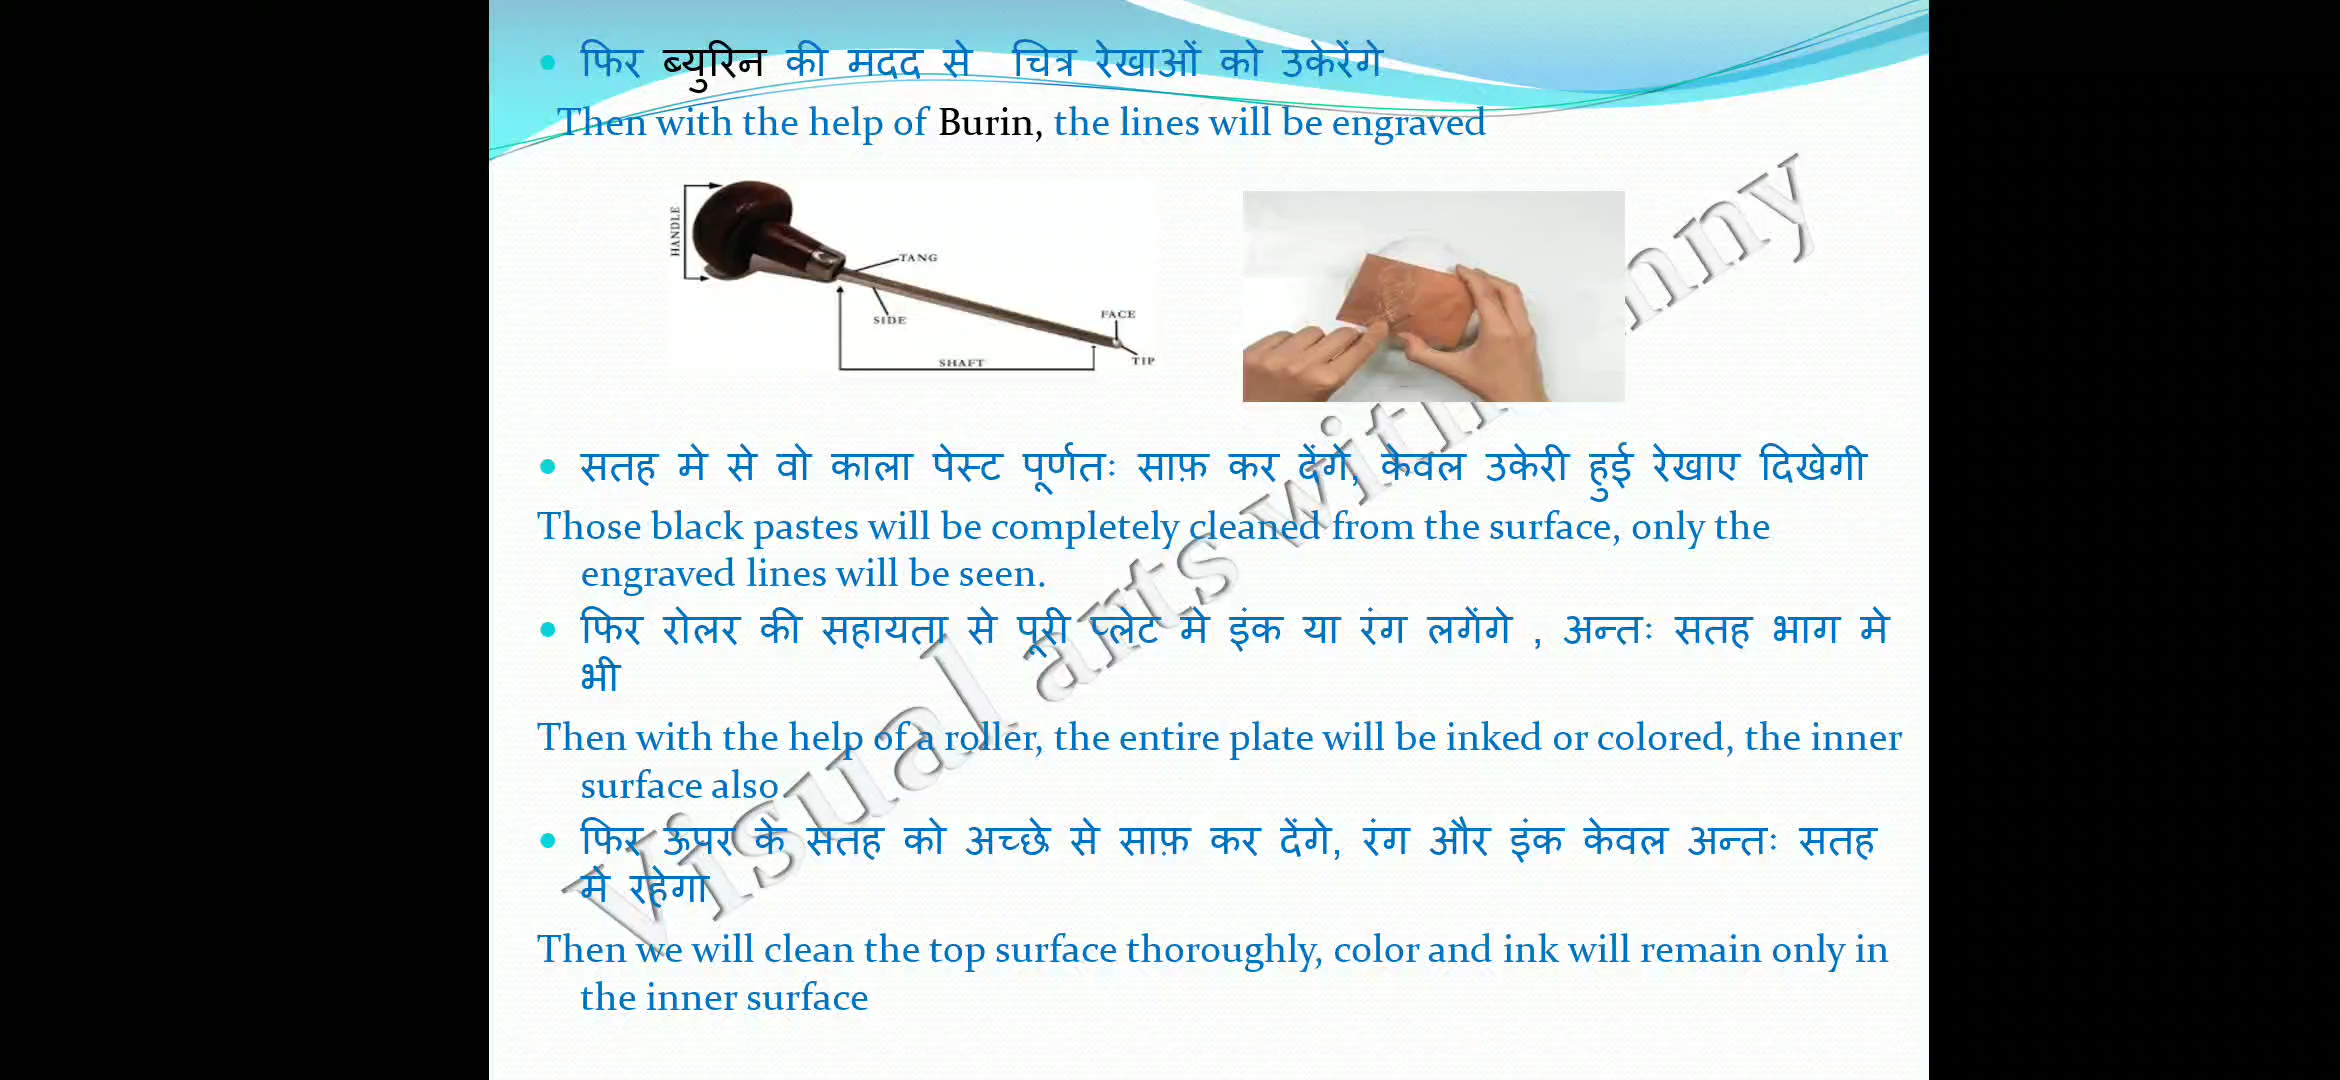 फिर ब्युरिन की मदद से चित्र रेखाओं को उकेरेंगे
Then with the help of Burin, the lines will be engraved
HANDLE
TANG
SIDE
FACE
SHAFT
TIP
सतह मे से वो काला पेस्ट पूर्णतः साफ़ कर देंगे, केवल उकेरी हुई रेखाए दिखेगी
Those black pastes will be completely cleaned from the surface, only the
engraved lines will be seen.
फिर रोलर की सहायता से पूरी प्लेट मे इंक या रंग लगेंगे , अन्तः सतह भाग मे
भी
Then with the help of a roller, the entire plate will be inked or colored, the inner
surface also.
फिर ऊपर के सतह को अच्छे से साफ़ कर देंगे, रंग और इंक केवल अन्तः सतह
मे रहेगा
Then we will clean the top surface thoroughly, color and ink will remain only in
the inner surface
Visual arts with